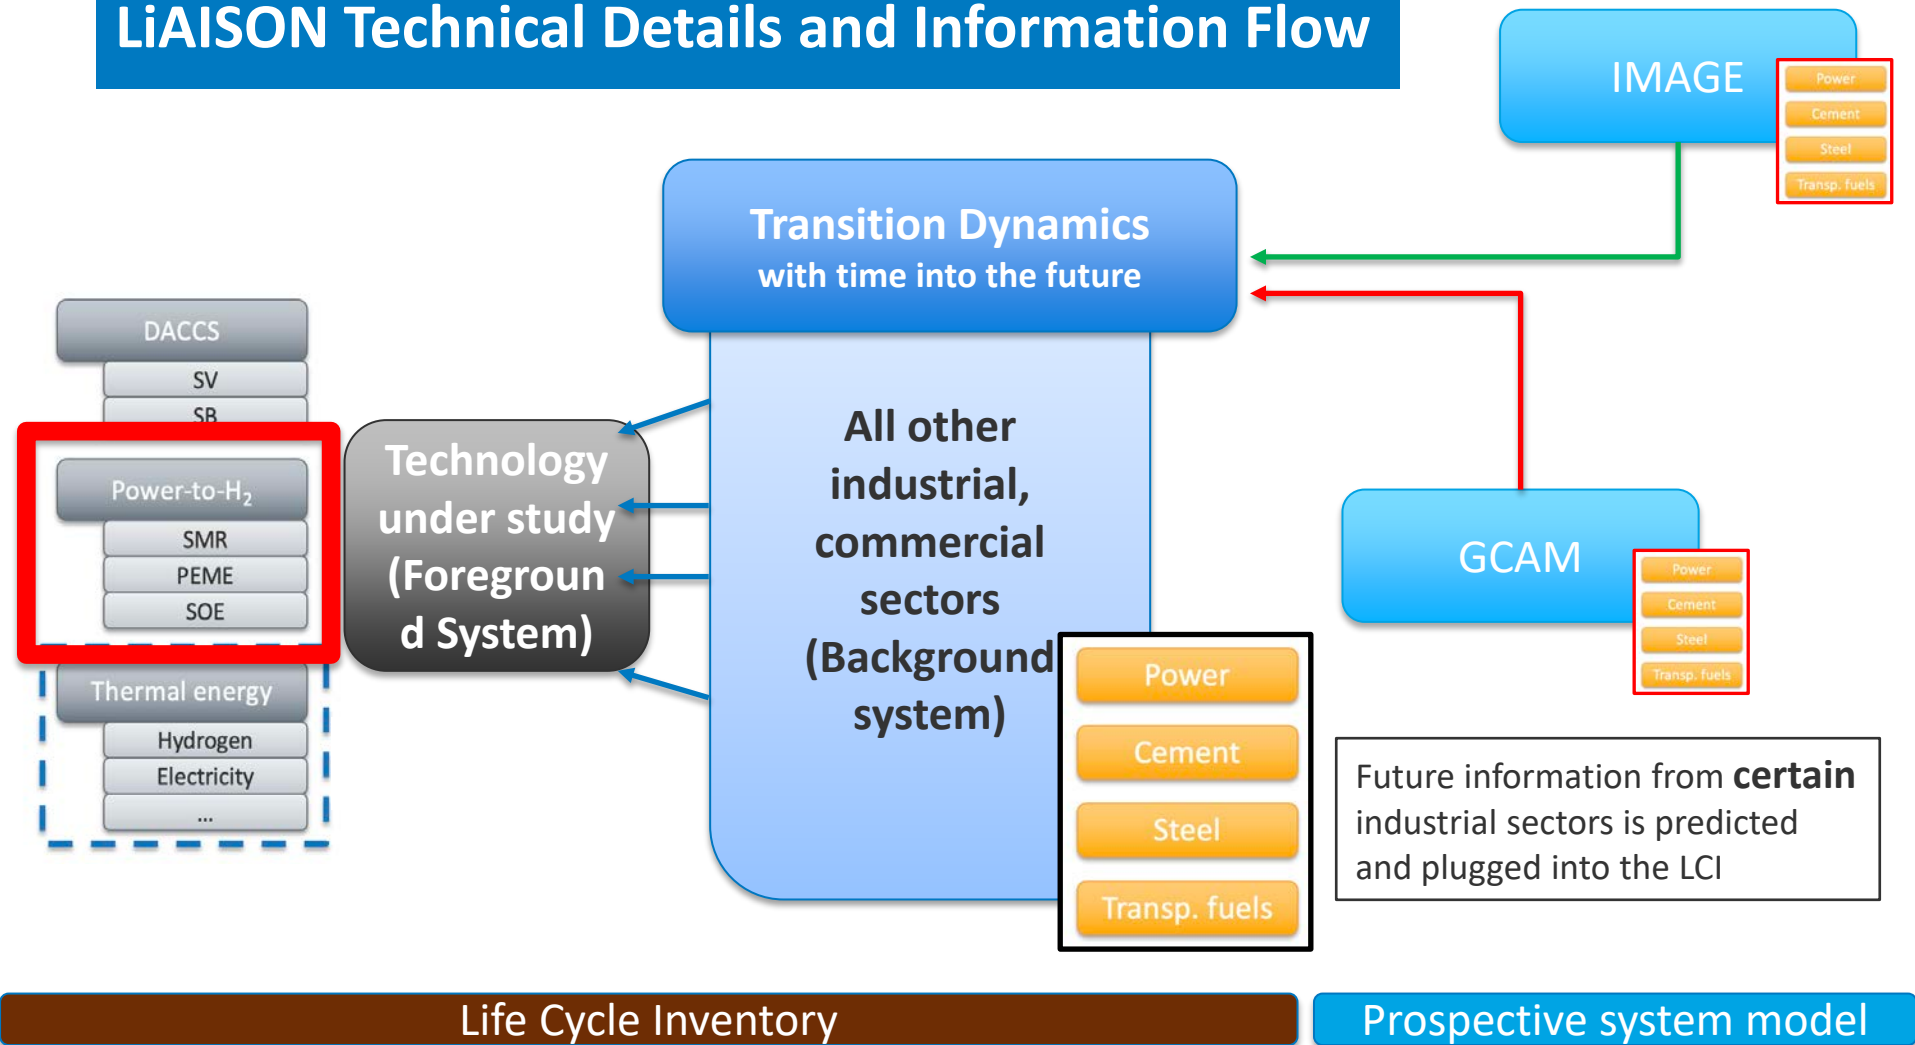 LiAISON Technical Details and Information Flow
IMAGE
Power
Cement
Steel
Transp. fuels
Transition Dynamics
with time into the future
DACCS
SV
SB
Power-to-H₂
SMR
PEME
SOE
Thermal energy
Hydrogen
Electricity
...
Technology
under study
(Foregroun
d System)
All other
industrial,
commercial
sectors
(Background
system)
Power
Cement
Steel
Transp. fuels
GCAM
Power
Cement
Steel
Transp. fuels
Future information from certain
industrial sectors is predicted
and plugged into the LCI
Life Cycle Inventory
Prospective system model